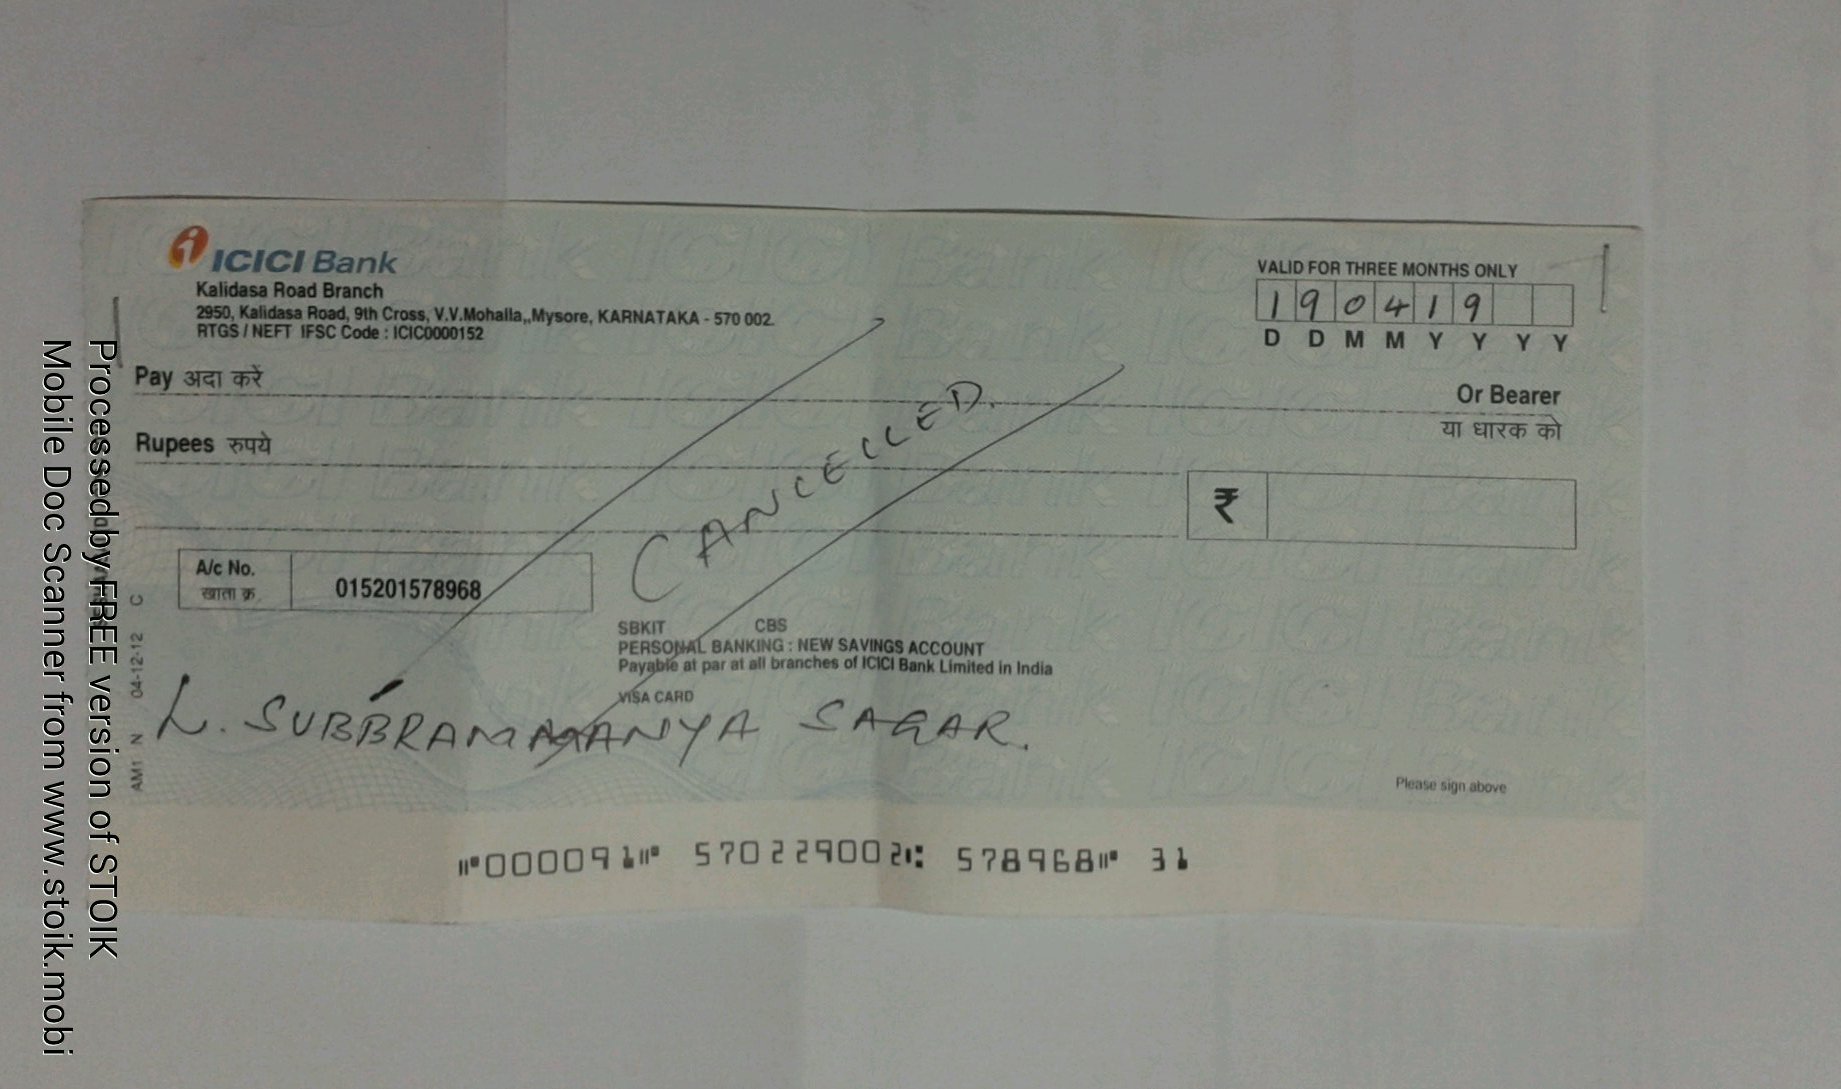 ICICI Bank
Kalidasa Road Branch
2950, Kalidasa Road, 9th Cross, V.V.Mohalla,,Mysore, KARNATAKA - 570 002.
RTGS / NEFT IFSC Code : ICIC0000152
VALID FOR THREE MONTHS ONLY
1 9 0 4 1 9
D D M M Y Y Y Y
Pay अदा करें
Or Bearer
या धारक को
Rupees रुपये
₹
CANCELLED.
A/c No.
खाता क्र.
015201578968
SBKIT CBS
PERSONAL BANKING : NEW SAVINGS ACCOUNT
Payable at par at all branches of ICICI Bank Limited in India
VISA CARD
L. SUBBRAMMANYA SAGAR.
Please sign above
AM1 N 04-12-12 C
⑈000091⑈ 570229002⑆ 578968⑈ 31
Processed by FREE version of STOIK
Mobile Doc Scanner from www.stoik.mobi